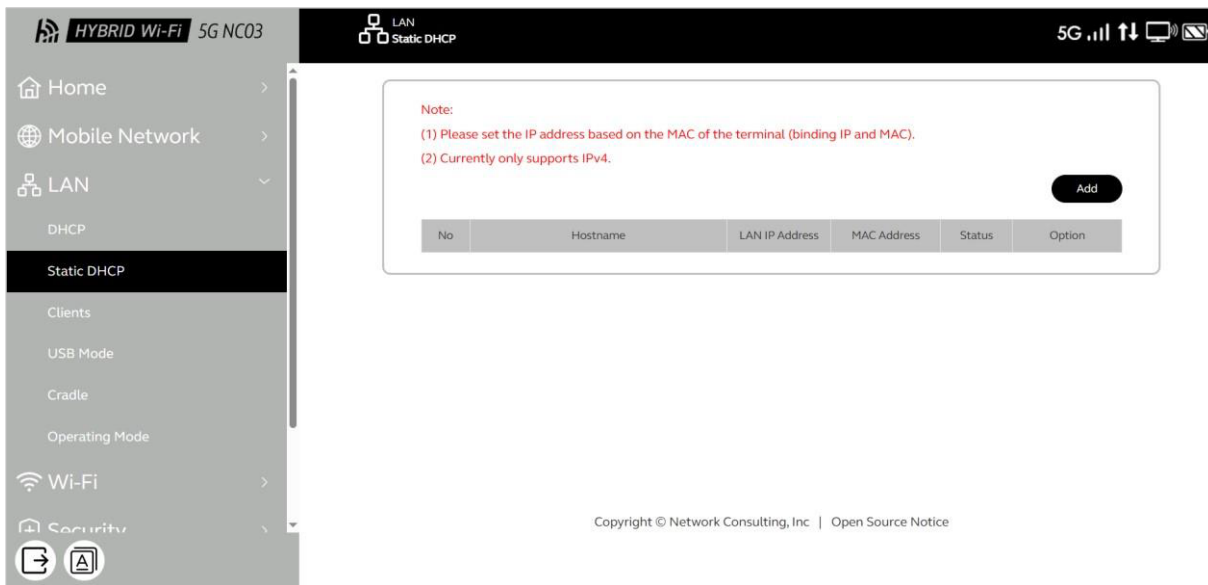 HYBRID Wi-Fi 5G NC03
LAN
Static DHCP
5G
Home
Mobile Network
LAN
DHCP
Static DHCP
Clients
USB Mode
Cradle
Operating Mode
Wi-Fi
Security
A
Note:
(1) Please set the IP address based on the MAC of the terminal (binding IP and MAC).
(2) Currently only supports IPv4.
Add
No Hostname LAN IP Address MAC Address Status Option
Copyright © Network Consulting, Inc | Open Source Notice